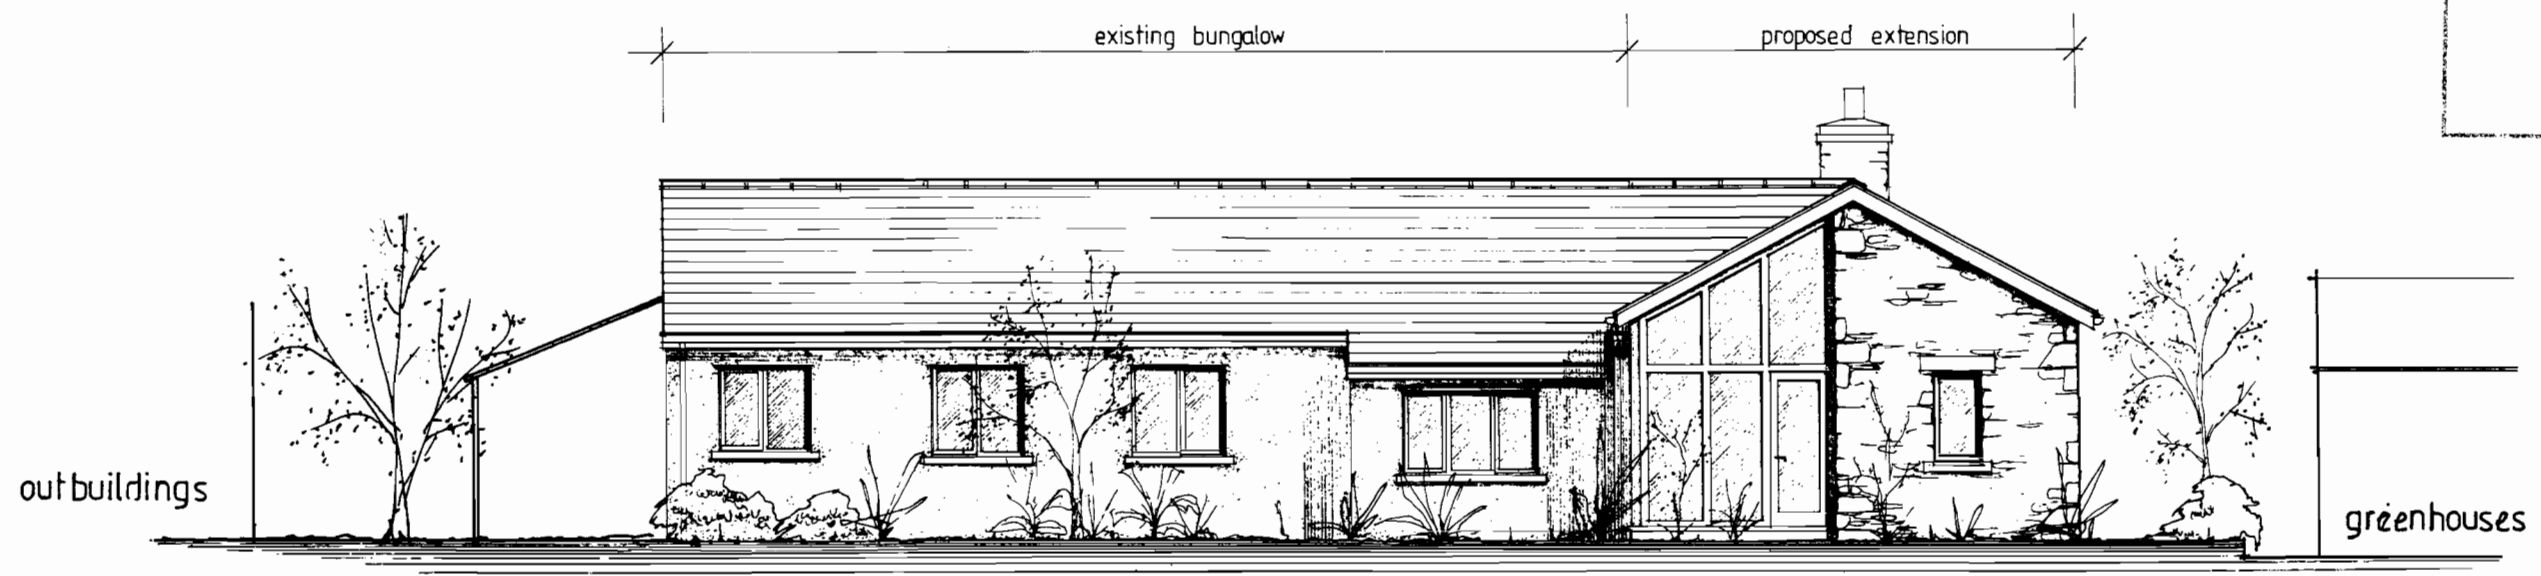 existing bungalow
proposed extension
outbuildings
greenhouses